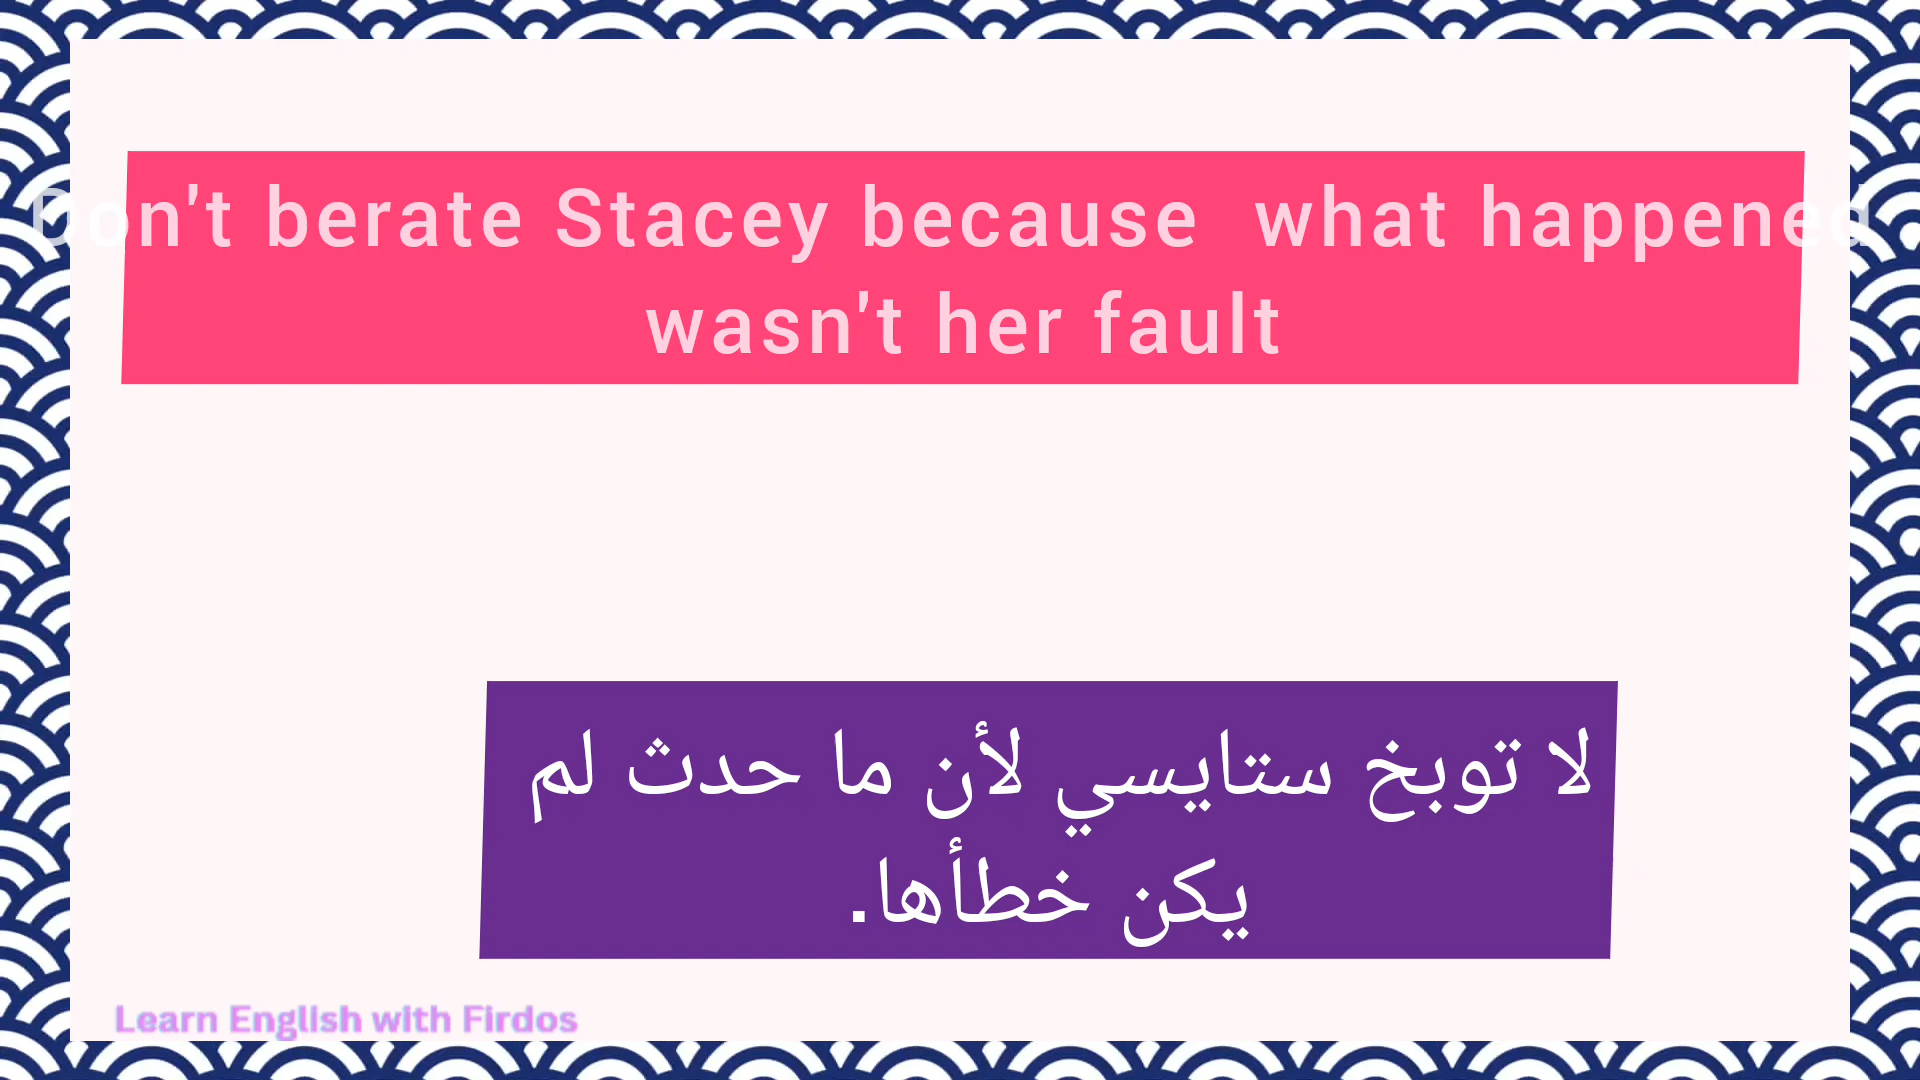 Don't berate Stacey because what happened
wasn't her fault
لا توبخ ستايسي لأن ما حدث لم
يكن خطأها.
Learn English with Firdos